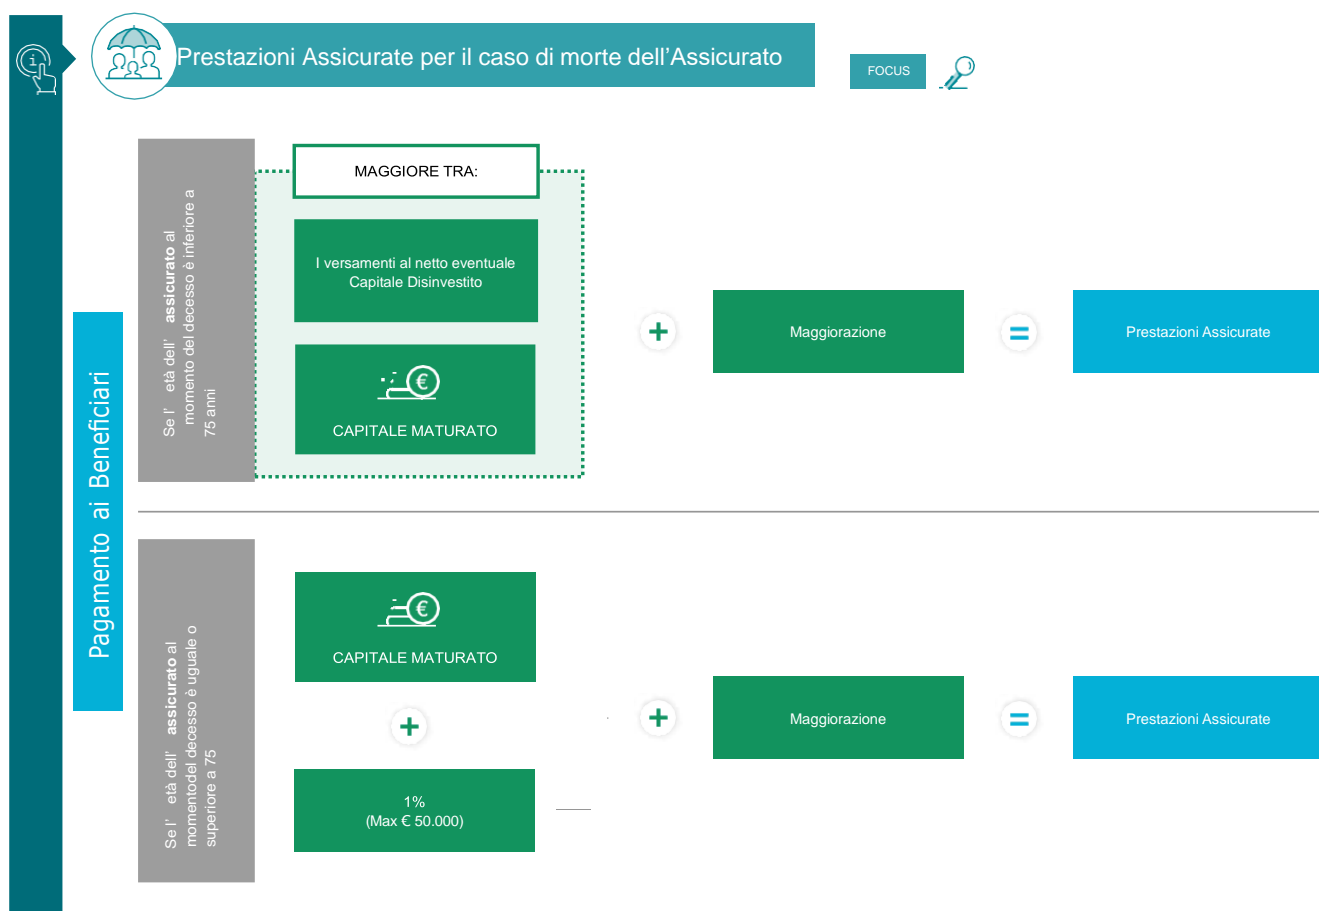 Prestazioni Assicurate per il caso di morte dell’Assicurato
FOCUS
Pagamento ai Beneficiari
Se l’ età dell’ assicurato al
momento del decesso è inferiore a
75 anni
MAGGIORE TRA:
I versamenti al netto eventuale
Capitale Disinvestito
€
CAPITALE MATURATO
+
Maggiorazione
=
Prestazioni Assicurate
Se l’ età dell’ assicurato al
momentodel decesso è uguale o
superiore a 75
€
CAPITALE MATURATO
+
1%
(Max € 50.000)
+
Maggiorazione
=
Prestazioni Assicurate